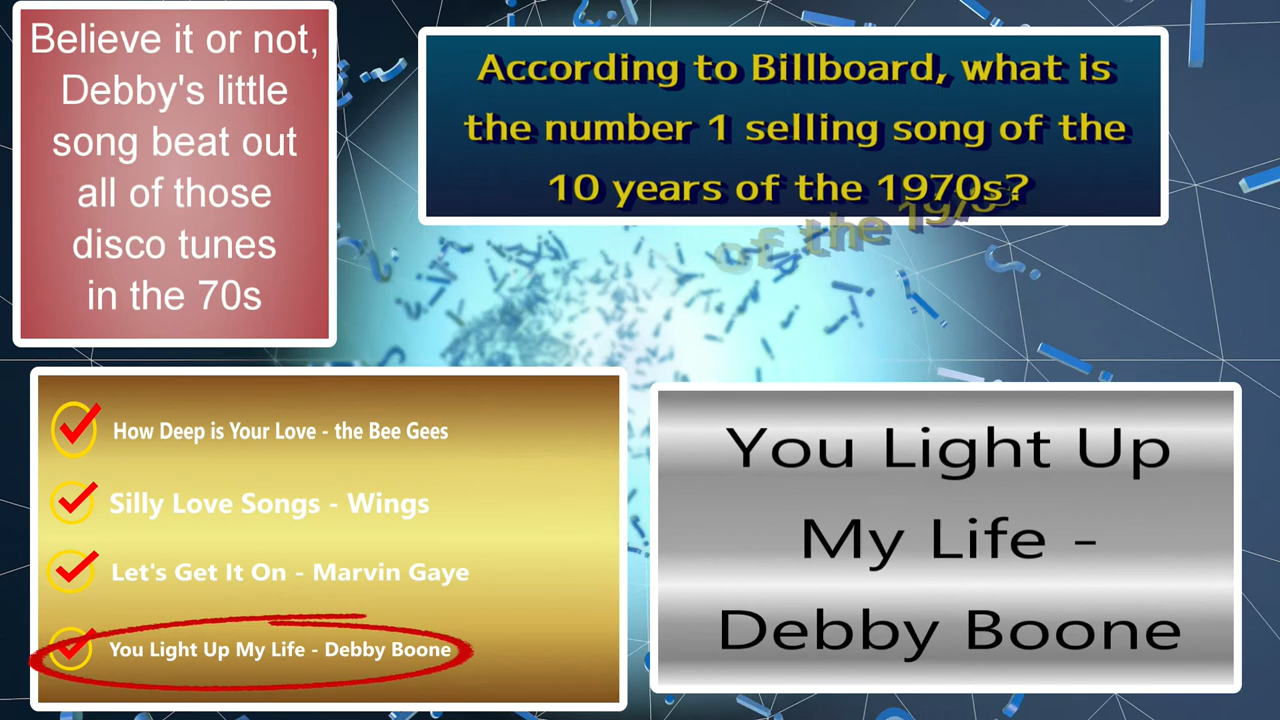 Believe it or not,
Debby's little
song beat out
all of those
disco tunes
in the 70s
According to Billboard, what is
the number 1 selling song of the
10 years of the 1970s?
of the 1970s
How Deep is Your Love - the Bee Gees
Silly Love Songs - Wings
Let's Get It On - Marvin Gaye
You Light Up My Life - Debby Boone
You Light Up
My Life -
Debby Boone